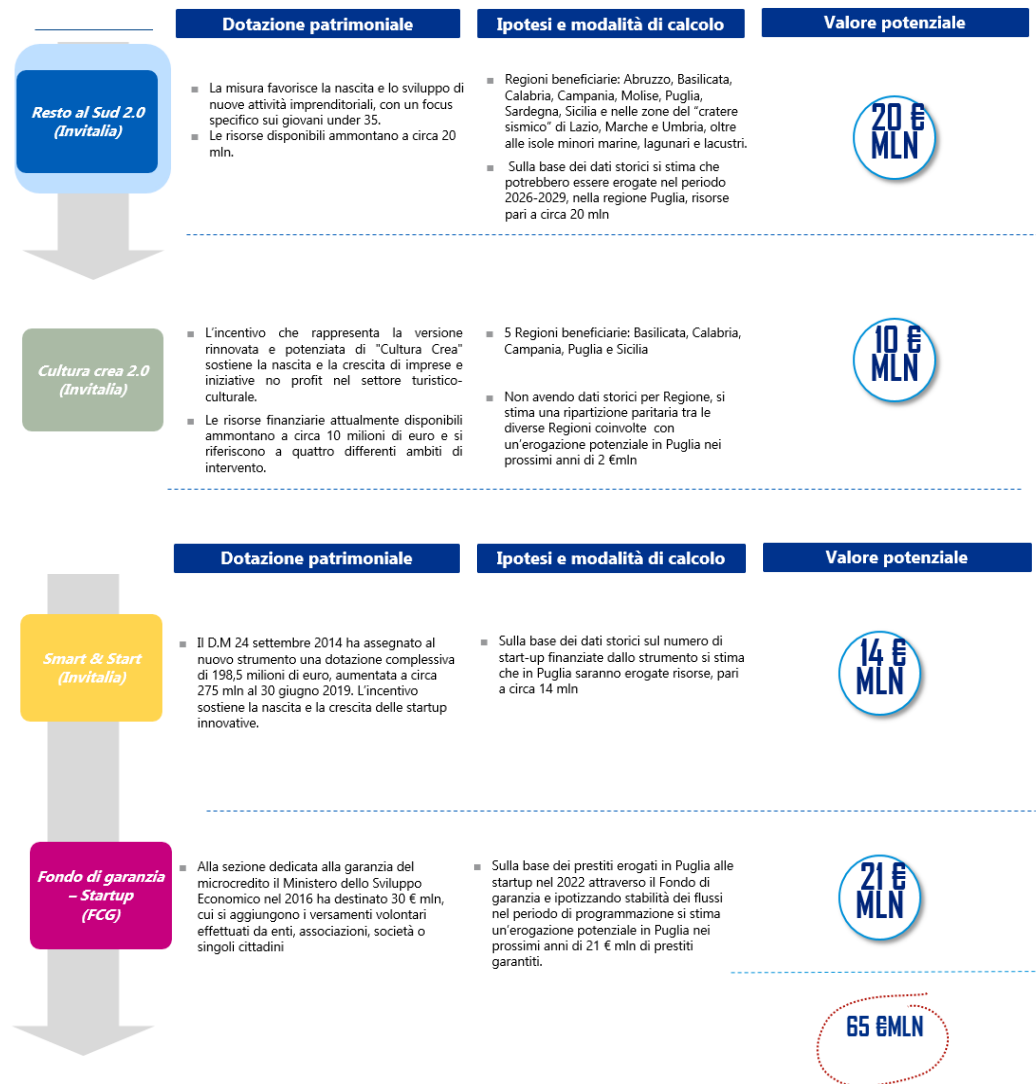 Dotazione patrimoniale
Ipotesi e modalità di calcolo
Valore potenziale
Resto al Sud 2.0
(Invitalia)
La misura favorisce la nascita e lo sviluppo di
nuove attività imprenditoriali, con un focus
specifico sui giovani under 35.
Le risorse disponibili ammontano a circa 20
mln.
Regioni beneficiarie: Abruzzo, Basilicata,
Calabria, Campania, Molise, Puglia,
Sardegna, Sicilia e nelle zone del "cratere
sismico" di Lazio, Marche e Umbria, oltre
alle isole minori marine, lagunari e lacustri.
Sulla base dei dati storici si stima che
potrebbero essere erogate nel periodo
2026-2029, nella regione Puglia, risorse
pari a circa 20 mln
20 €
MLN
Cultura crea 2.0
(Invitalia)
L'incentivo che rappresenta la versione
rinnovata e potenziata di "Cultura Crea"
sostiene la nascita e la crescita di imprese e
iniziative no profit nel settore turistico-
culturale.
Le risorse finanziarie attualmente disponibili
ammontano a circa 10 milioni di euro e si
riferiscono a quattro differenti ambiti di
intervento.
5 Regioni beneficiarie: Basilicata, Calabria,
Campania, Puglia e Sicilia
Non avendo dati storici per Regione, si
stima una ripartizione paritaria tra le
diverse Regioni coinvolte con
un'erogazione potenziale in Puglia nei
prossimi anni di 2 €mln
10 €
MLN
Dotazione patrimoniale
Ipotesi e modalità di calcolo
Valore potenziale
Smart & Start
(Invitalia)
Il D.M 24 settembre 2014 ha assegnato al
nuovo strumento una dotazione complessiva
di 198,5 milioni di euro, aumentata a circa
275 mln al 30 giugno 2019. L'incentivo
sostiene la nascita e la crescita delle startup
innovative.
Sulla base dei dati storici sul numero di
start-up finanziate dallo strumento si stima
che in Puglia saranno erogate risorse, pari
a circa 14 mln
14 €
MLN
Fondo di garanzia
– Startup
(FCG)
Alla sezione dedicata alla garanzia del
microcredito il Ministero dello Sviluppo
Economico nel 2016 ha destinato 30 € mln,
cui si aggiungono i versamenti volontari
effettuati da enti, associazioni, società o
singoli cittadini
Sulla base dei prestiti erogati in Puglia alle
startup nel 2022 attraverso il Fondo di
garanzia e ipotizzando stabilità dei flussi
nel periodo di programmazione si stima
un'erogazione potenziale in Puglia nei
prossimi anni di 21 € mln di prestiti
garantiti.
21 €
MLN
65 €MLN